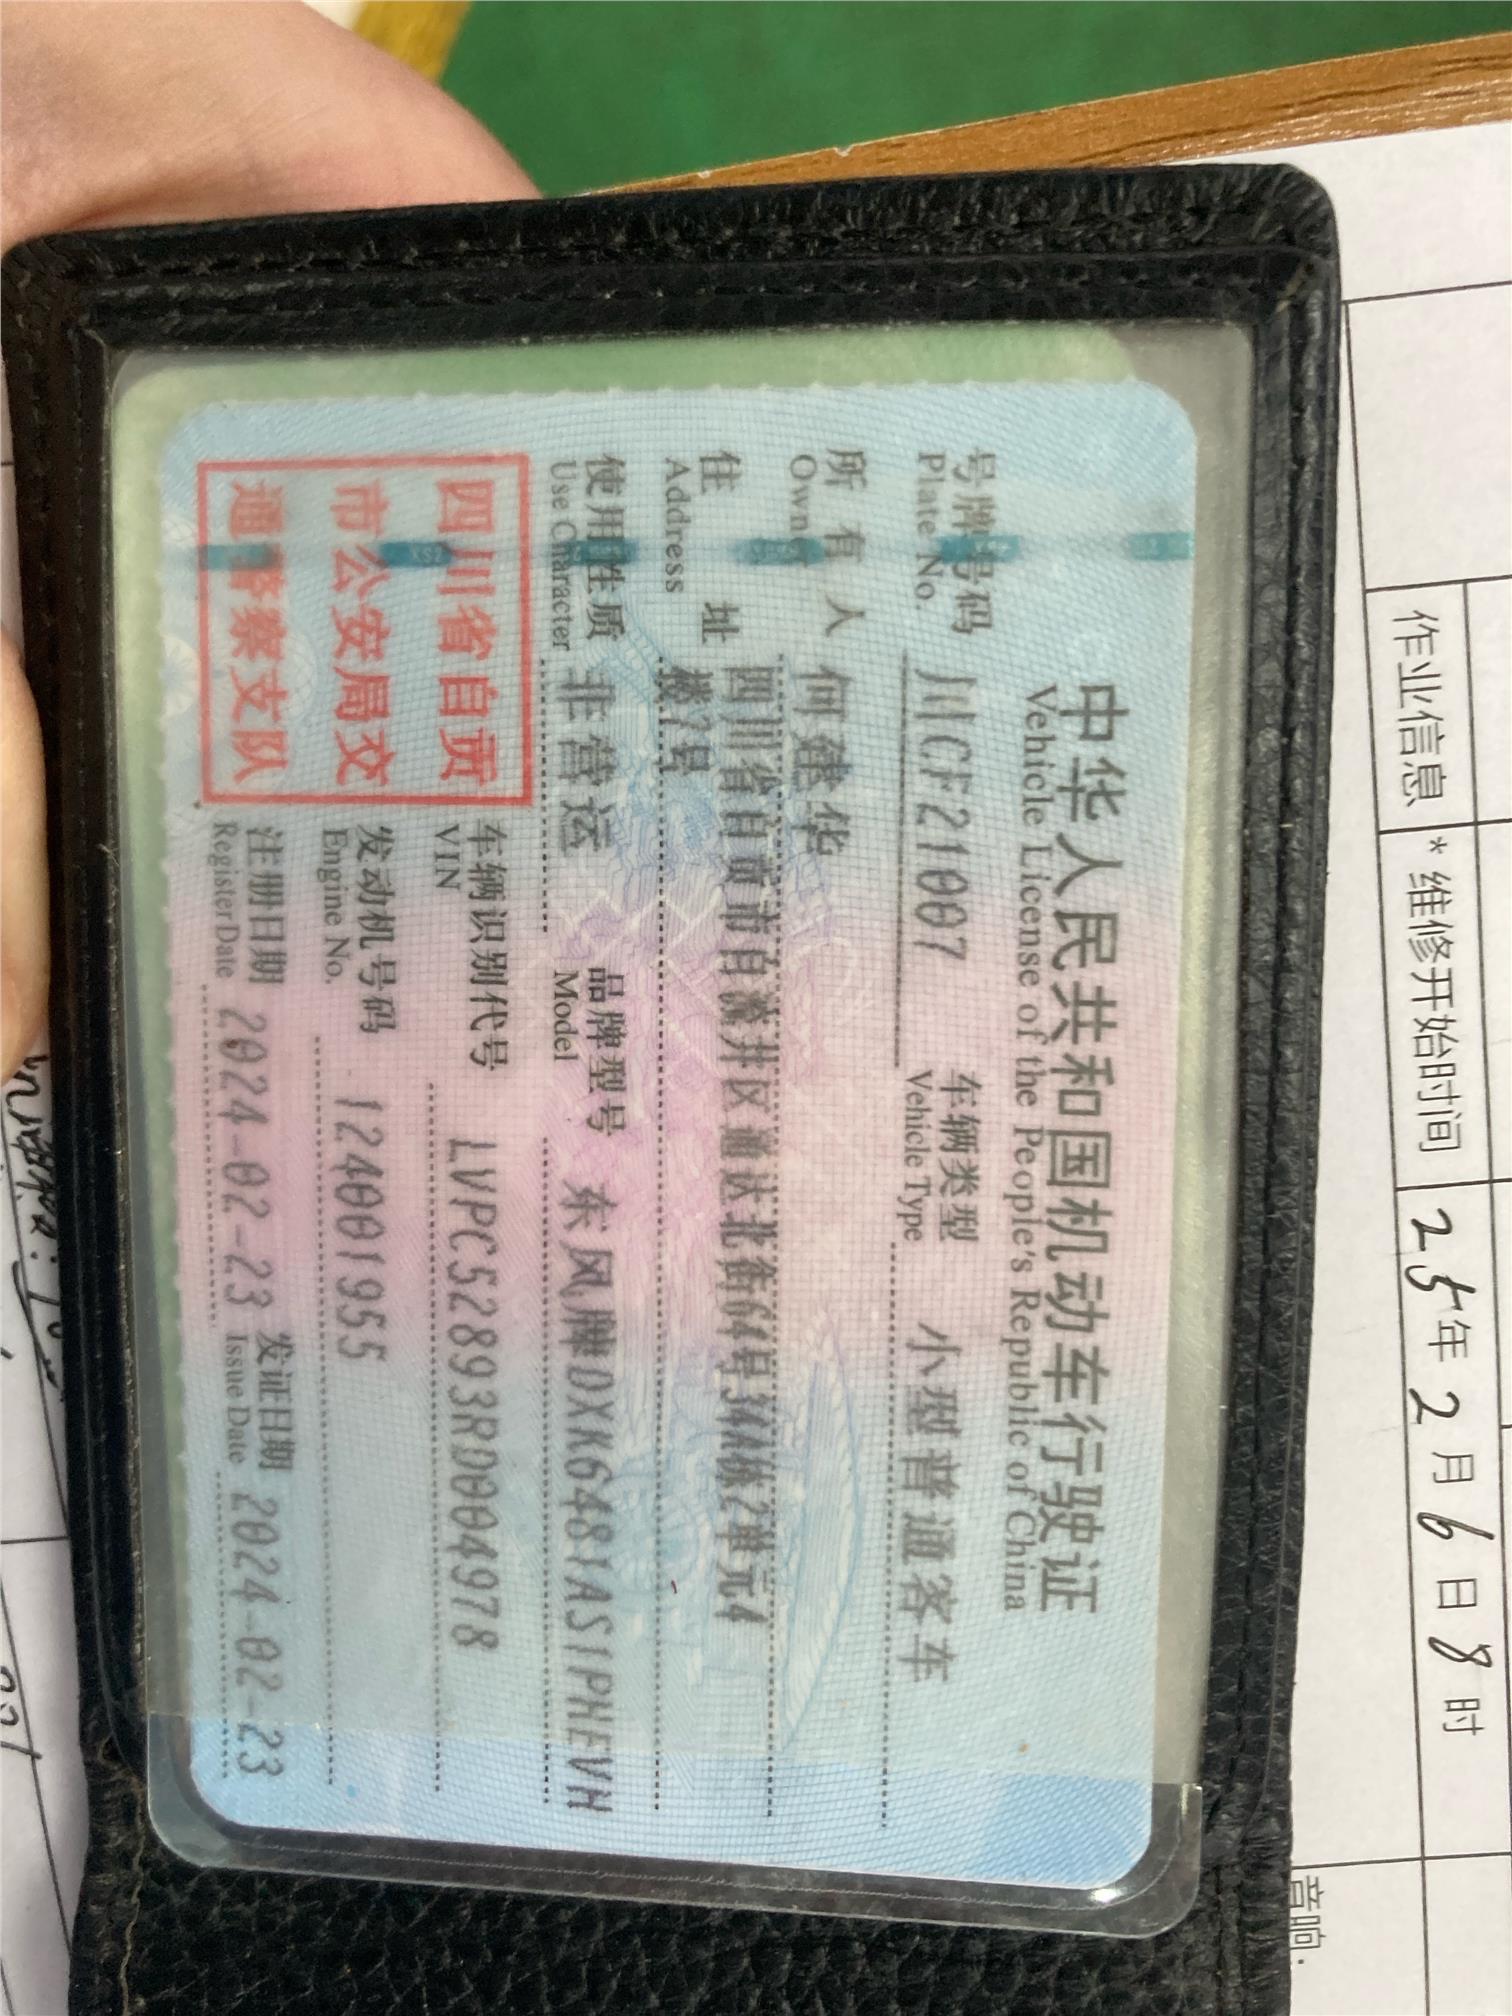 中华人民共和国机动车行驶证
Vehicle License of the People's Republic of China
号牌号码 川CF21007 车辆类型 小型普通客车
Plate No. Vehicle Type
所有人 何建华
Owner
住址 四川省自贡市自流井区通达北街64号34A栋2单元4
Address 楼7号
使用性质 非营运 品牌型号 东风牌DXK6481AS1PHEVH
Use Character Model
四川省自贡
市公安局交
通警察支队
车辆识别代号 LVPC52893RD004978
VIN
发动机号码 124001955
Engine No.
注册日期 2024-02-23 发证日期 2024-02-23
Register Date Issue Date
作业信息 *维修开始时间 25年2月6日8时
音响: